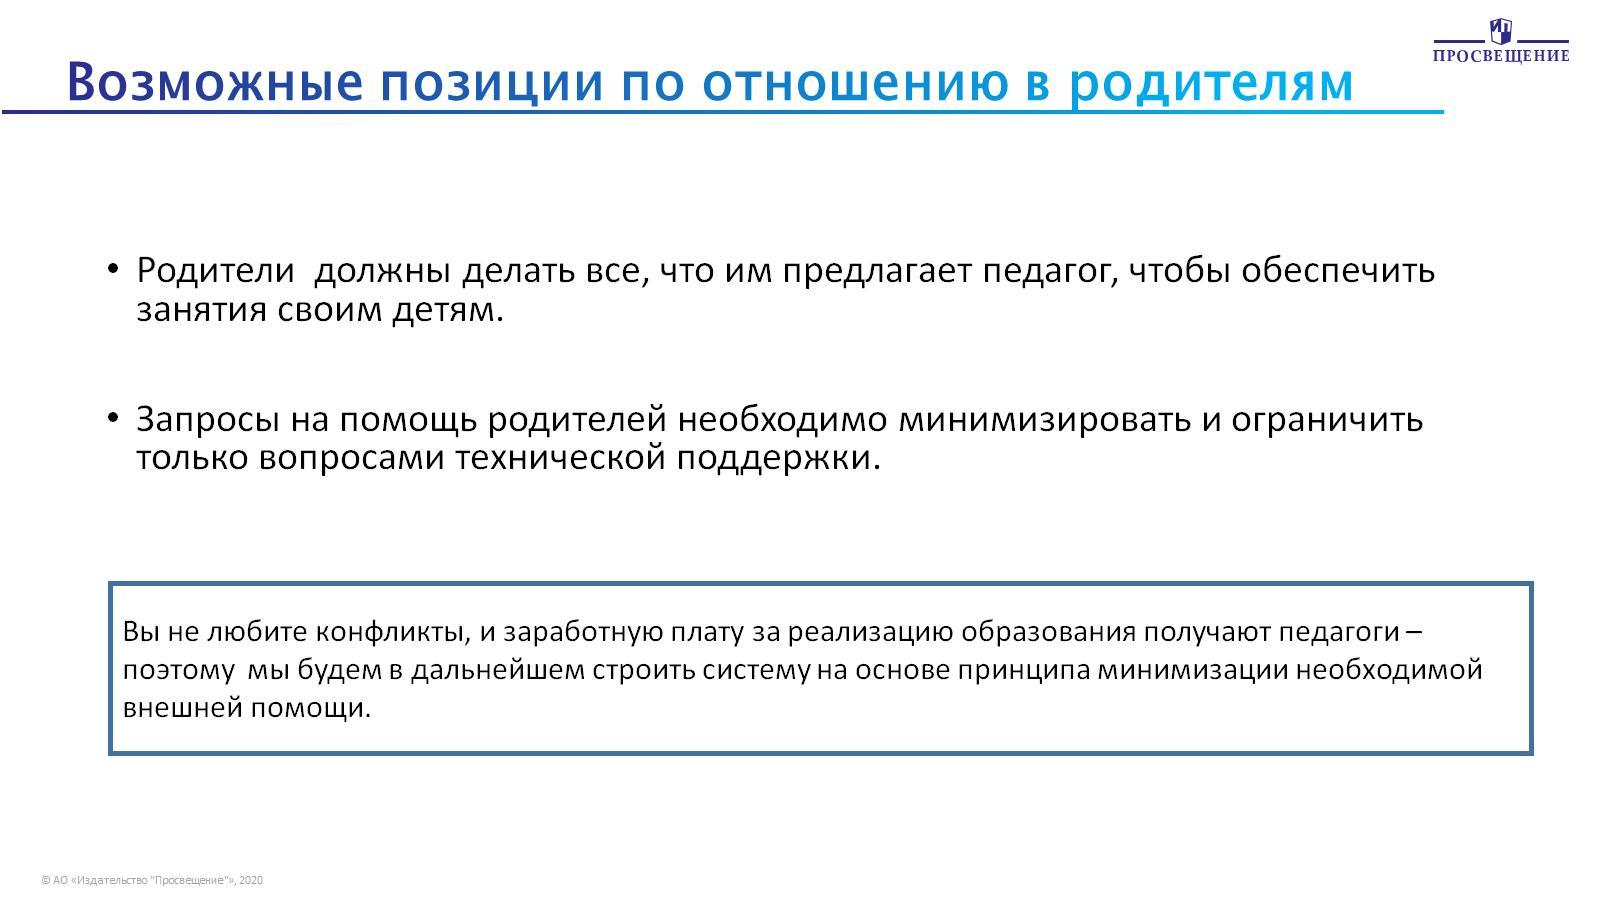 ИП
ПРОСВЕЩЕНИЕ
Возможные позиции по отношению в родителям
• Родители  должны делать все, что им предлагает педагог, чтобы обеспечить
занятия своим детям.
• Запросы на помощь родителей необходимо минимизировать и ограничить
только вопросами технической поддержки.
Вы не любите конфликты, и заработную плату за реализацию образования получают педагоги –
поэтому  мы будем в дальнейшем строить систему на основе принципа минимизации необходимой
внешней помощи.
© АО «Издательство "Просвещение"», 2020